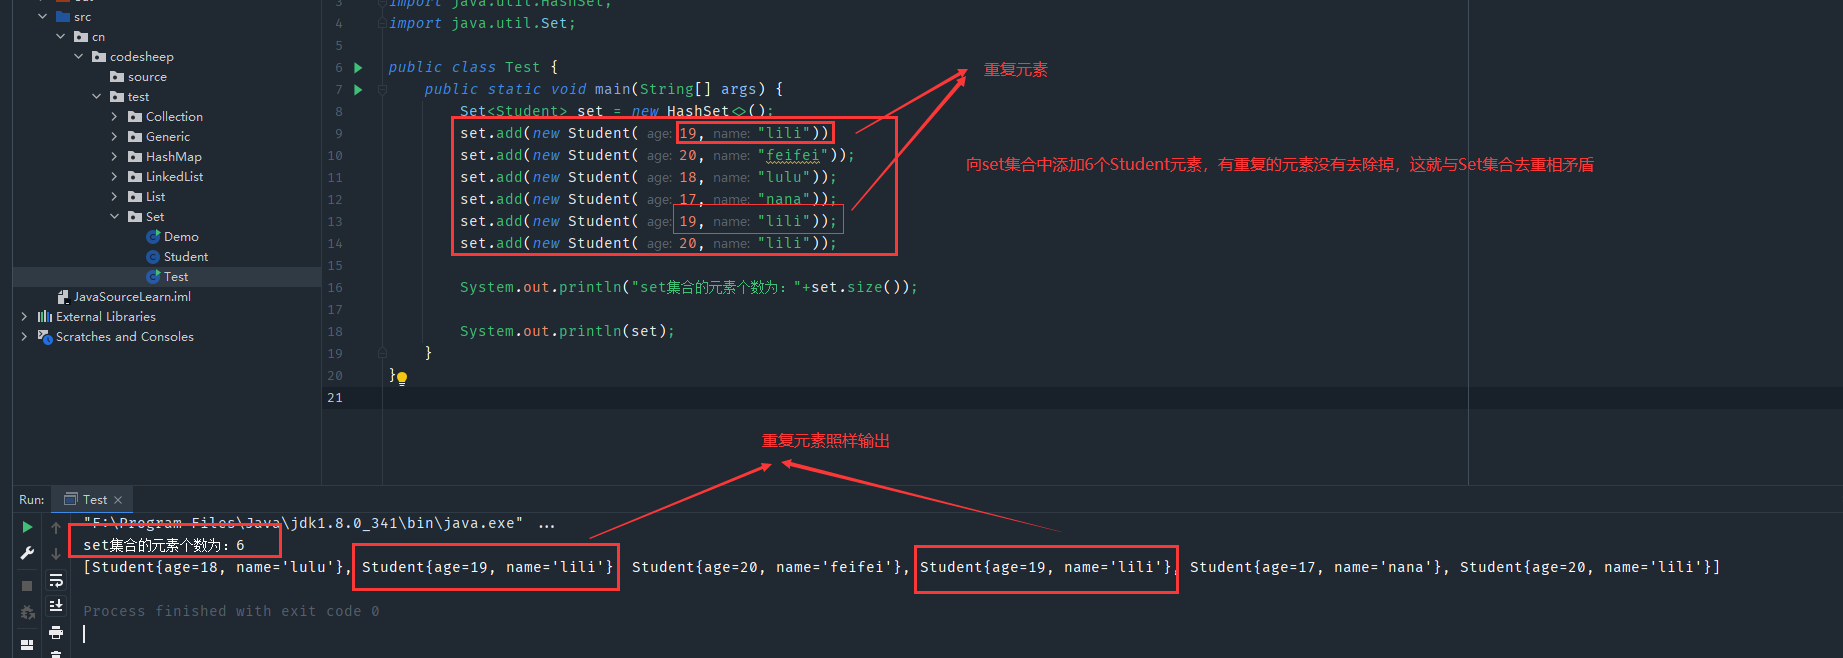 src
cn
codesheep
source
test
Collection
Generic
HashMap
LinkedList
List
Set
Demo
Student
Test
JavaSourceLearn.iml
External Libraries
Scratches and Consoles
3 import java.util.HashSet;
4 import java.util.Set;
5
6 public class Test {
7 public static void main(String[] args) {
8 Set<Student> set = new HashSet<>();
9 set.add(new Student( age: 19, name: "lili"))
10 set.add(new Student( age: 20, name: "feifei"));
11 set.add(new Student( age: 18, name: "lulu"));
12 set.add(new Student( age: 17, name: "nana"));
13 set.add(new Student( age: 19, name: "lili"));
14 set.add(new Student( age: 20, name: "lili"));
15
16 System.out.println("set集合的元素个数为："+set.size());
17
18 System.out.println(set);
19 }
20 }
21
重复元素
向set集合中添加6个Student元素，有重复的元素没有去除掉，这就与Set集合去重相矛盾
重复元素照样输出
Run: Test
"F:\Program Files\Java\jdk1.8.0_341\bin\java.exe" ...
set集合的元素个数为：6
[Student{age=18, name='lulu'}, Student{age=19, name='lili'} Student{age=20, name='feifei'}, Student{age=19, name='lili'}, Student{age=17, name='nana'}, Student{age=20, name='lili'}]
Process finished with exit code 0